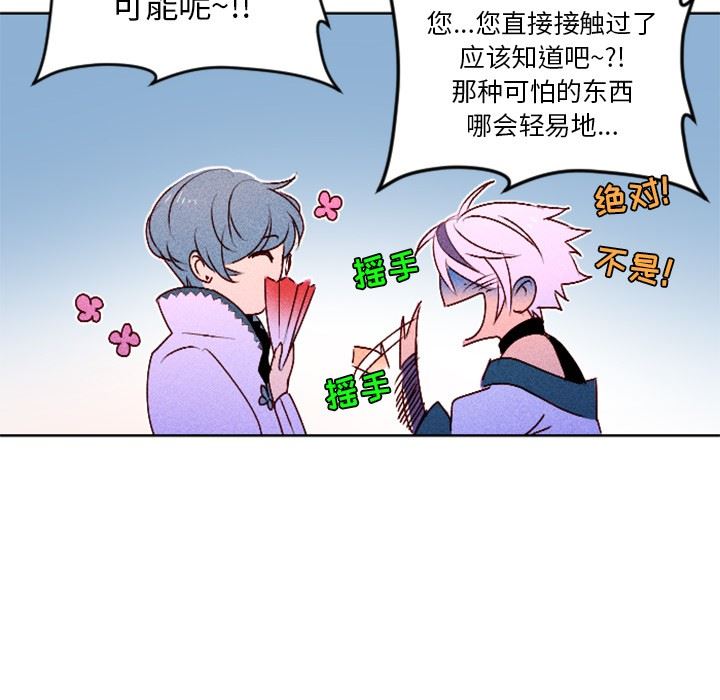 可能呢~!!
您...您直接接触过了
应该知道吧~?!
那种可怕的东西
哪会轻易地...
绝对!
不是!
摇手
摇手